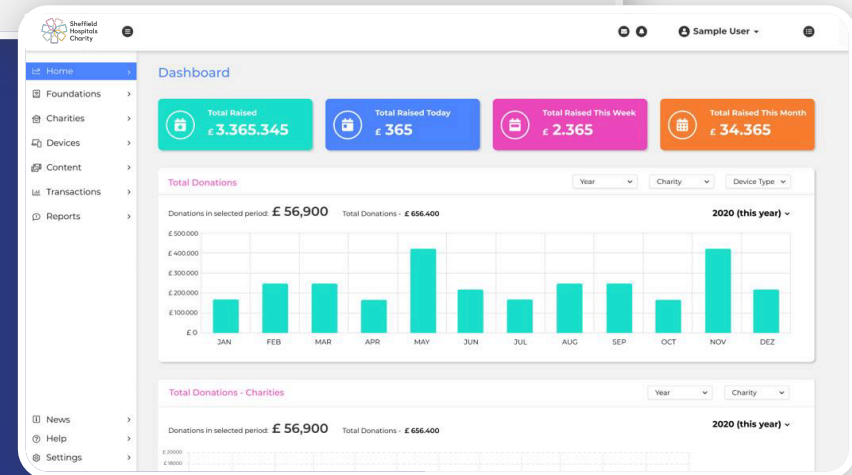 Sheffield
Hospitals
Charity
Sample User
Home
Foundations
Charities
Devices
Content
Transactions
Reports
News
Help
Settings
Dashboard
Total Raised
£ 3.365.345
Total Raised Today
£ 365
Total Raised This Week
£ 2.365
Total Raised This Month
£ 34.365
Total Donations
Year
Charity
Device Type
Donations in selected period: £ 56,900 Total Donations - £ 656.400
2020 (this year)
£ 500.000
£ 400.000
£ 300.000
£ 200.000
£ 100.000
£ 0
JAN FEB MAR APR MAY JUN JUL AUG SEP OCT NOV DEZ
Total Donations - Charities
Year
Charity
Donations in selected period: £ 56,900 Total Donations - £ 656.400
2020 (this year)
£ 20000
£ 18000